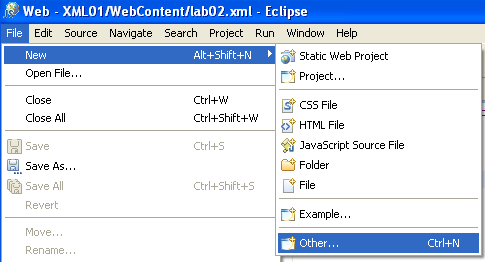 Web - XML01/WebContent/lab02.xml - Eclipse
File Edit Source Navigate Search Project Run Window Help
New Alt+Shift+N
Open File...
Close Ctrl+W
Close All Ctrl+Shift+W
Save Ctrl+S
Save As...
Save All Ctrl+Shift+S
Revert
Move...
Rename...
Static Web Project
Project...
CSS File
HTML File
JavaScript Source File
Folder
File
Example...
Other... Ctrl+N